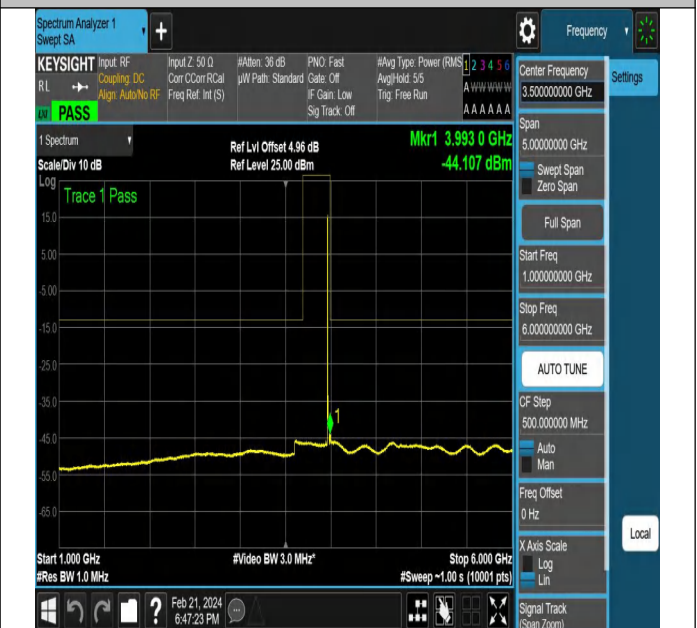 Spectrum Analyzer 1
Swept SA
Frequency
KEYSIGHT
RL
PASS
Input: RF
Coupling: DC
Align: Auto/No RF
Input Z: 50 Ω
Corr CCorr RCal
Freq Ref: Int (S)
#Atten: 36 dB
µW Path: Standard
PNO: Fast
Gate: Off
IF Gain: Low
Sig Track: Off
#Avg Type: Power (RMS
Avg|Hold: 5/5
Trig: Free Run
1 2 3 4 5 6
A W W W W W
A A A A A A
1 Spectrum
Scale/Div 10 dB
Log
Ref Lvl Offset 4.96 dB
Ref Level 25.00 dBm
Mkr1 3.993 0 GHz
-44.107 dBm
Trace 1 Pass
15.0
5.00
-5.00
-15.0
-25.0
-35.0
-45.0
-55.0
-65.0
1
Start 1.000 GHz
#Res BW 1.0 MHz
#Video BW 3.0 MHz*
Stop 6.000 GHz
#Sweep ~1.00 s (10001 pts)
Feb 21, 2024
6:47:23 PM
Center Frequency
3.500000000 GHz
Settings
Span
5.00000000 GHz
Swept Span
Zero Span
Full Span
Start Freq
1.000000000 GHz
Stop Freq
6.000000000 GHz
AUTO TUNE
CF Step
500.000000 MHz
Auto
Man
Freq Offset
0 Hz
X Axis Scale
Log
Lin
Local
Signal Track
(Span Zoom)